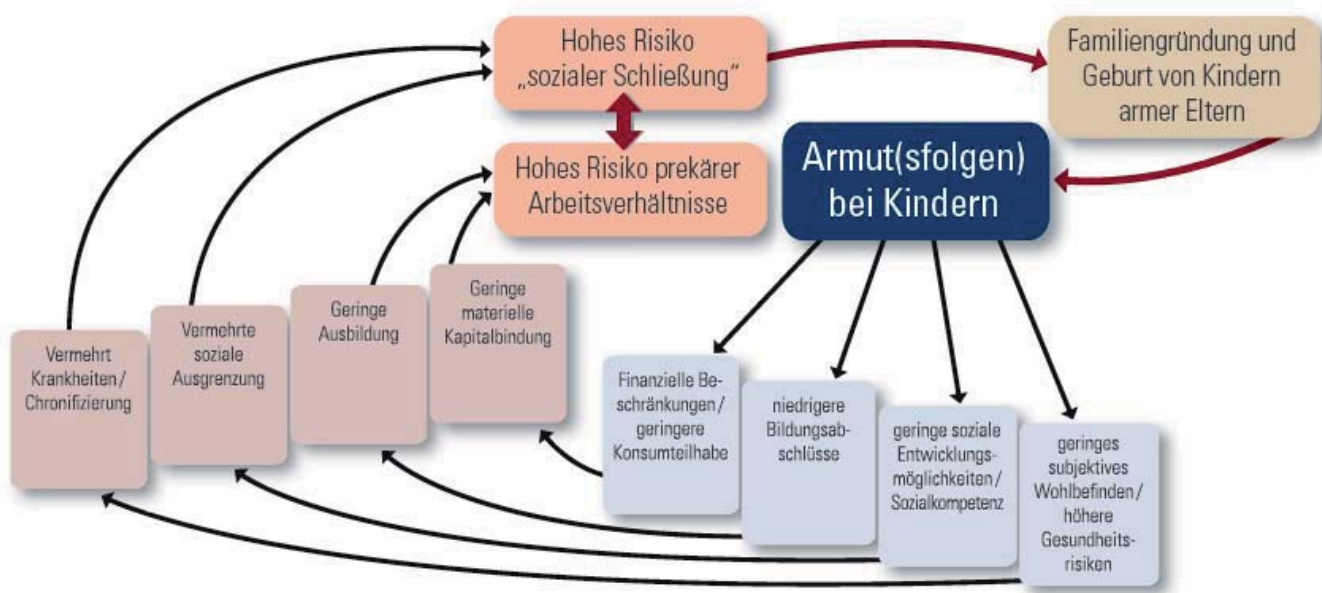 Hohes Risiko
„sozialer Schließung“
Familiengründung und
Geburt von Kindern
armer Eltern
Armut(sfolgen)
bei Kindern
Hohes Risiko prekärer
Arbeitsverhältnisse
Vermehrt
Krankheiten/
Chronifizierung
Vermehrte
soziale
Ausgrenzung
Geringe
Ausbildung
Geringe
materielle
Kapitalbindung
Finanzielle Be-
schränkungen/
geringere
Konsumteilhabe
niedrigere
Bildungsab-
schlüsse
geringe soziale
Entwicklungs-
möglichkeiten/
Sozialkompetenz
geringes
subjektives
Wohlbefinden/
höhere
Gesundheits-
risiken